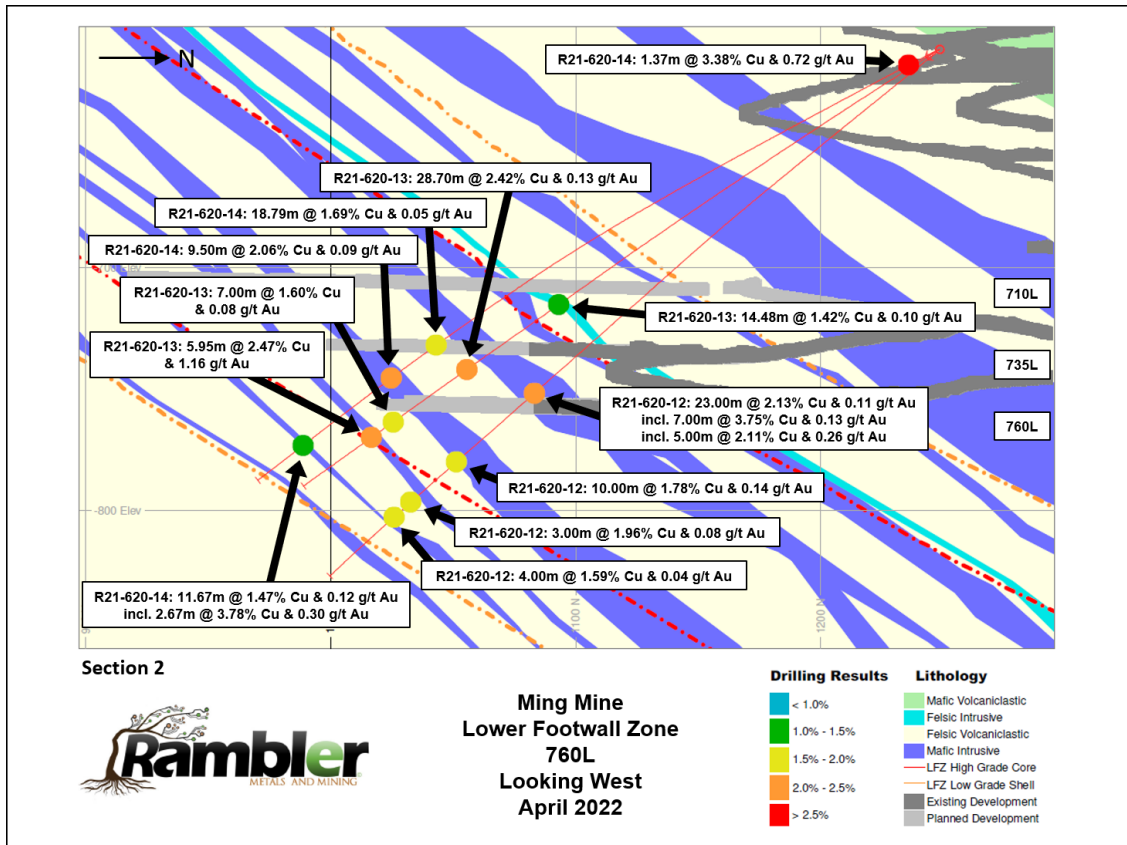 N
R21-620-14: 1.37m @ 3.38% Cu & 0.72 g/t Au
R21-620-13: 28.70m @ 2.42% Cu & 0.13 g/t Au
R21-620-14: 18.79m @ 1.69% Cu & 0.05 g/t Au
R21-620-14: 9.50m @ 2.06% Cu & 0.09 g/t Au
R21-620-13: 7.00m @ 1.60% Cu
& 0.08 g/t Au
R21-620-13: 5.95m @ 2.47% Cu
& 1.16 g/t Au
R21-620-13: 14.48m @ 1.42% Cu & 0.10 g/t Au
710L
735L
760L
R21-620-12: 23.00m @ 2.13% Cu & 0.11 g/t Au
incl. 7.00m @ 3.75% Cu & 0.13 g/t Au
incl. 5.00m @ 2.11% Cu & 0.26 g/t Au
R21-620-12: 10.00m @ 1.78% Cu & 0.14 g/t Au
-800 Elev
R21-620-12: 3.00m @ 1.96% Cu & 0.08 g/t Au
R21-620-12: 4.00m @ 1.59% Cu & 0.04 g/t Au
R21-620-14: 11.67m @ 1.47% Cu & 0.12 g/t Au
incl. 2.67m @ 3.78% Cu & 0.30 g/t Au
1100 N
1200 N
Section 2
Rambler
METALS AND MINING
Ming Mine
Lower Footwall Zone
760L
Looking West
April 2022
Drilling Results
< 1.0%
1.0% - 1.5%
1.5% - 2.0%
2.0% - 2.5%
> 2.5%
Lithology
Mafic Volcaniclastic
Felsic Intrusive
Felsic Volcaniclastic
Mafic Intrusive
LFZ High Grade Core
LFZ Low Grade Shell
Existing Development
Planned Development